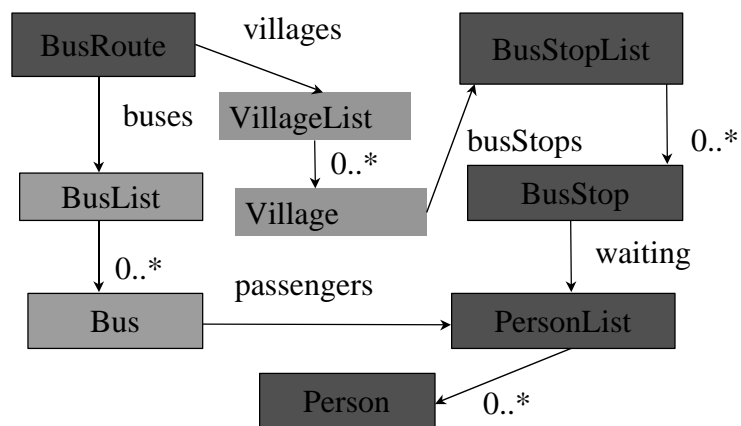 BusRoute
villages
BusStopList
buses
VillageList
busStops
0..*
0..*
BusList
Village
BusStop
0..*
passengers
waiting
Bus
PersonList
Person
0..*